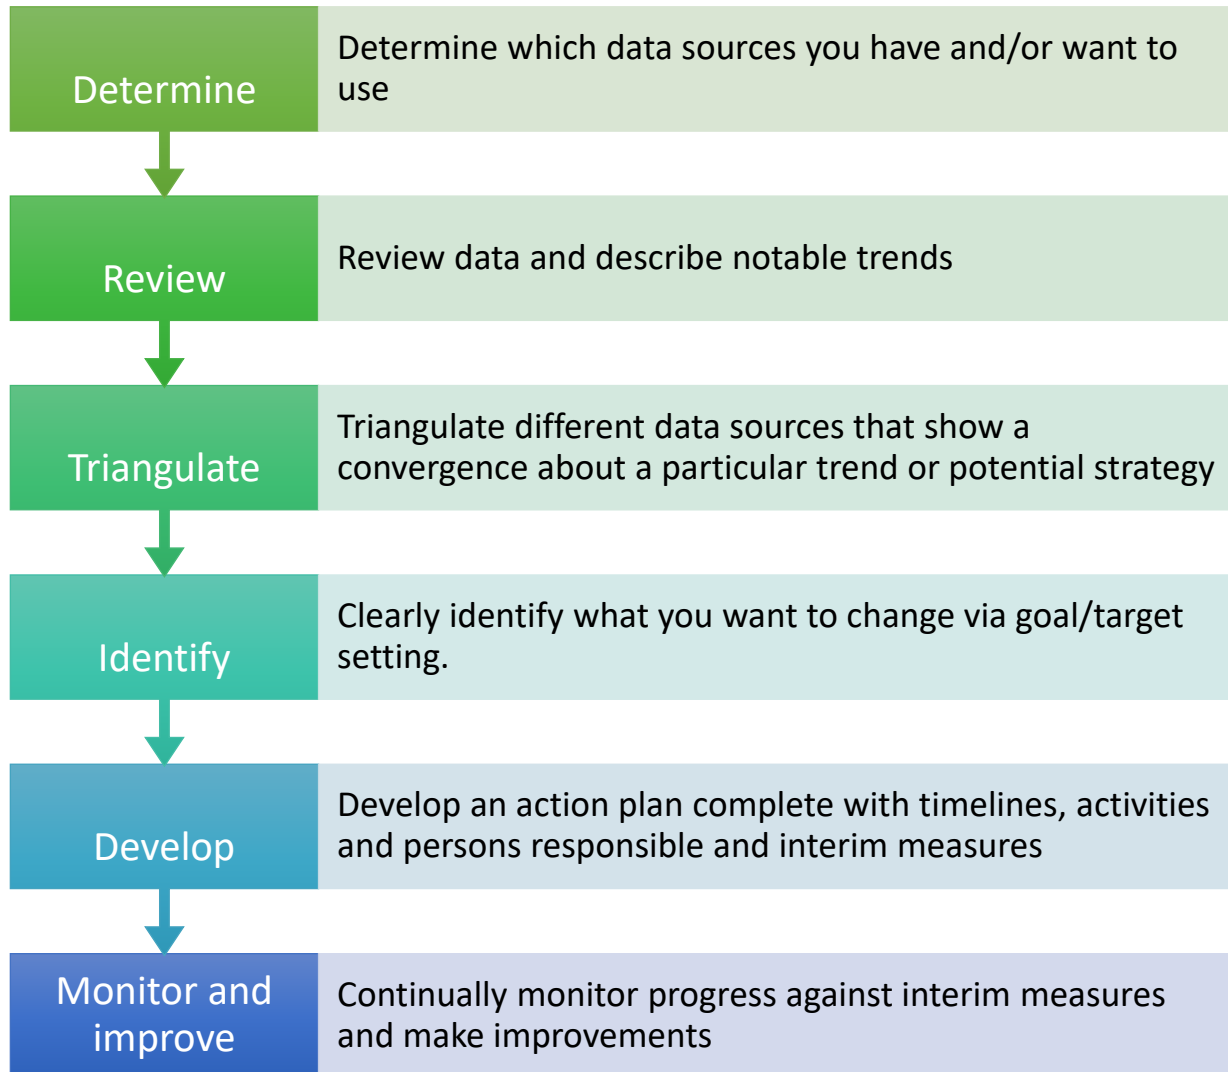 Determine
Determine which data sources you have and/or want to
use
Review
Review data and describe notable trends
Triangulate
Triangulate different data sources that show a
convergence about a particular trend or potential strategy
Identify
Clearly identify what you want to change via goal/target
setting.
Develop
Develop an action plan complete with timelines, activities
and persons responsible and interim measures
Monitor and
improve
Continually monitor progress against interim measures
and make improvements